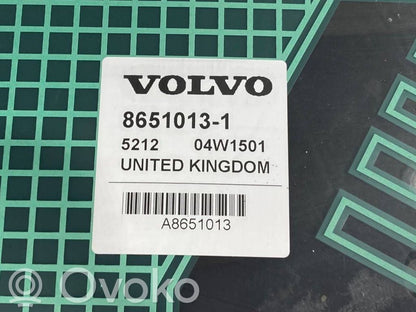 VOLVO
8651013-1
5212 04W1501
UNITED KINGDOM
A8651013
Ovoko